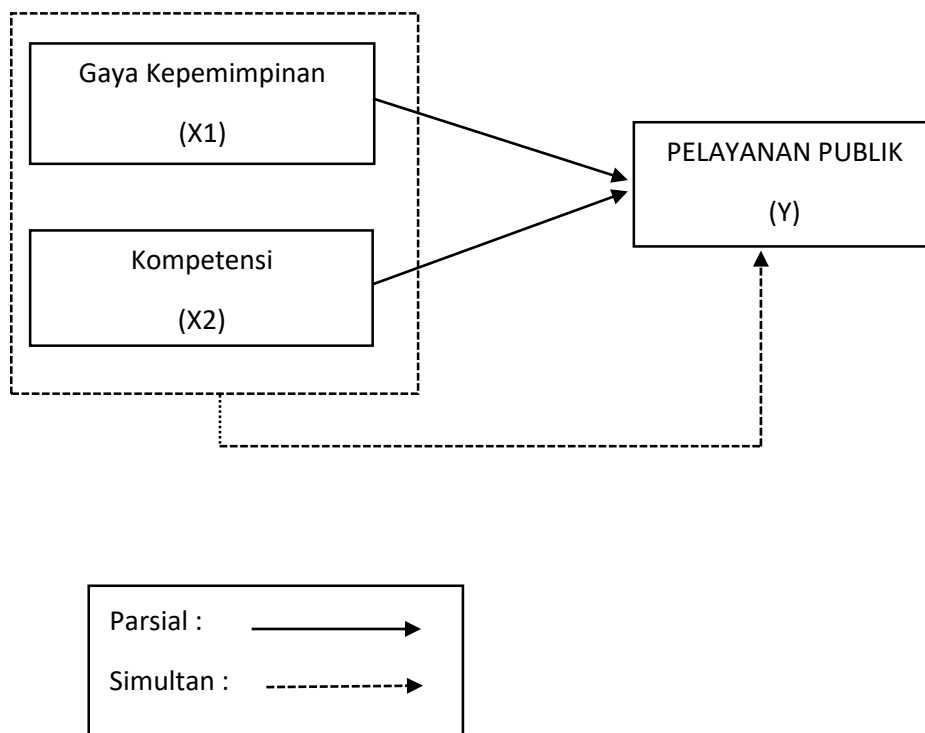 Gaya Kepemimpinan
(X1)
PELAYANAN PUBLIK
(Y)
Kompetensi
(X2)
Parsial :
Simultan :